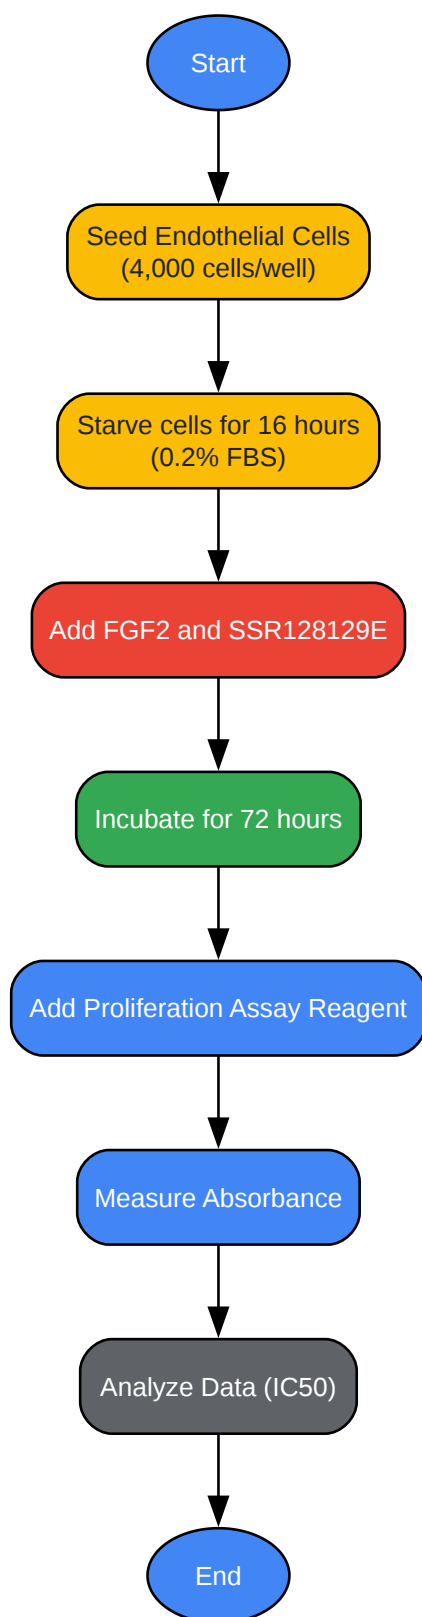 Start
Seed Endothelial Cells
(4,000 cells/well)
Starve cells for 16 hours
(0.2% FBS)
Add FGF2 and SSR128129E
Incubate for 72 hours
Add Proliferation Assay Reagent
Measure Absorbance
Analyze Data (IC50)
End